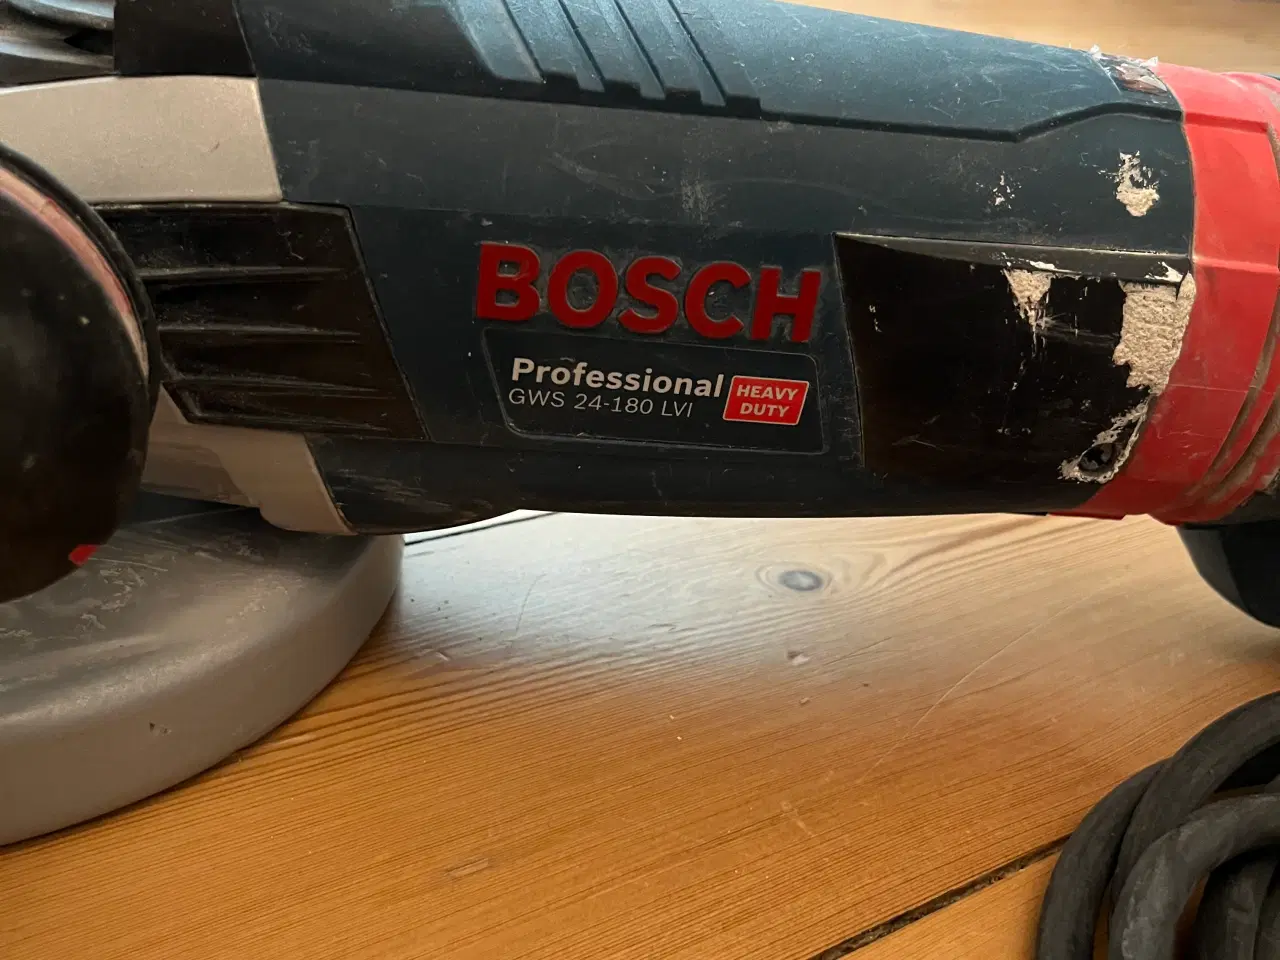 BOSCH
Professional
GWS 24-180 LVI
HEAVY
DUTY